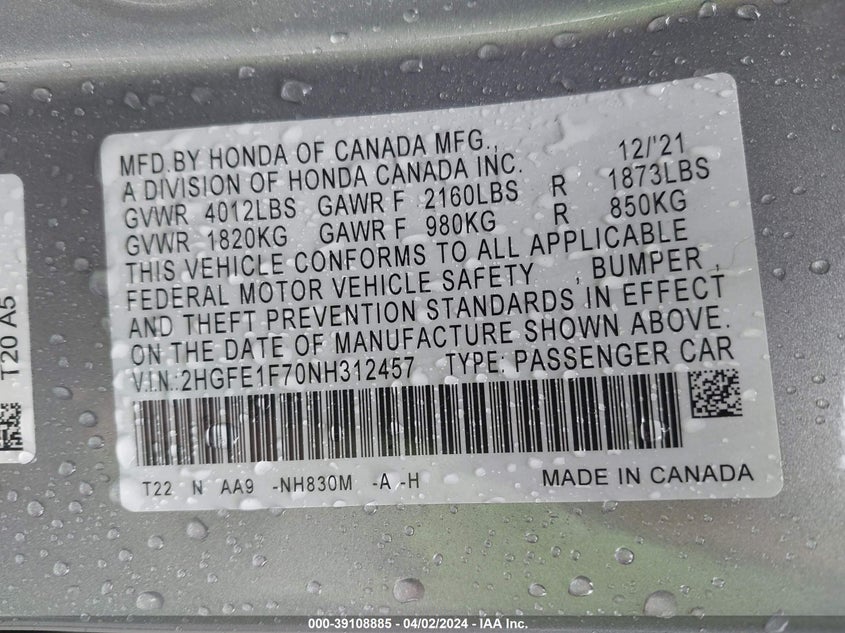 MFD.BY HONDA OF CANADA MFG., 12/'21
A DIVISION OF HONDA CANADA INC.
GVWR 4012LBS GAWR F 2160LBS R 1873LBS
GVWR 1820KG GAWR F 980KG R 850KG
THIS VEHICLE CONFORMS TO ALL APPLICABLE
FEDERAL MOTOR VEHICLE SAFETY , BUMPER ,
AND THEFT PREVENTION STANDARDS IN EFFECT
ON THE DATE OF MANUFACTURE SHOWN ABOVE.
V.I.N.:2HGFE1F70NH312457 TYPE: PASSENGER CAR
T22 N AA9 -NH830M -A -H MADE IN CANADA
T20 A5
000-39108885 - 04/02/2024 - IAA Inc.